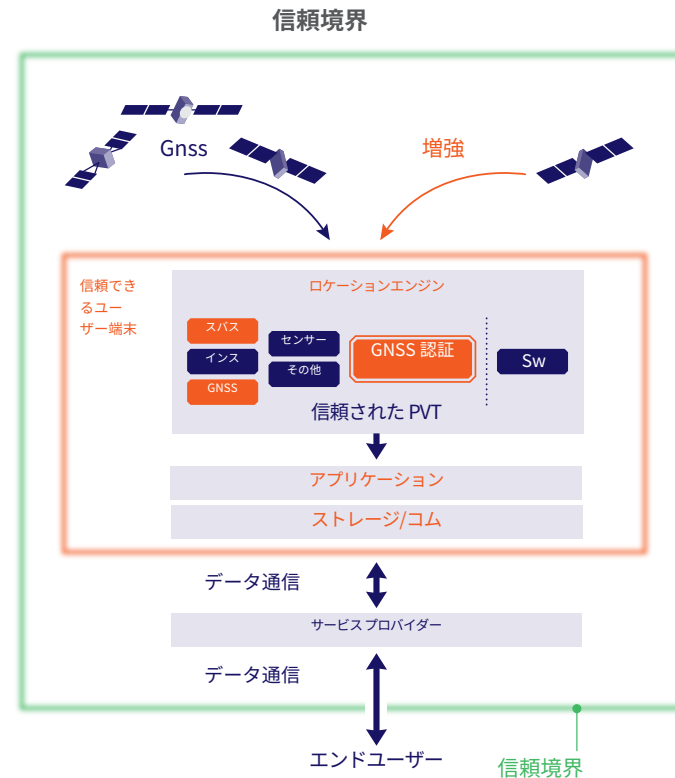 信頼境界
Gnss
増強
信頼でき
るユー
ザー端末
ロケーションエンジン
スバス
インス
GNSS
センサー
その他
GNSS 認証
Sw
信頼された PVT
アプリケーション
ストレージ/コム
データ通信
サービス プロバイダー
データ通信
エンドユーザー
信頼境界